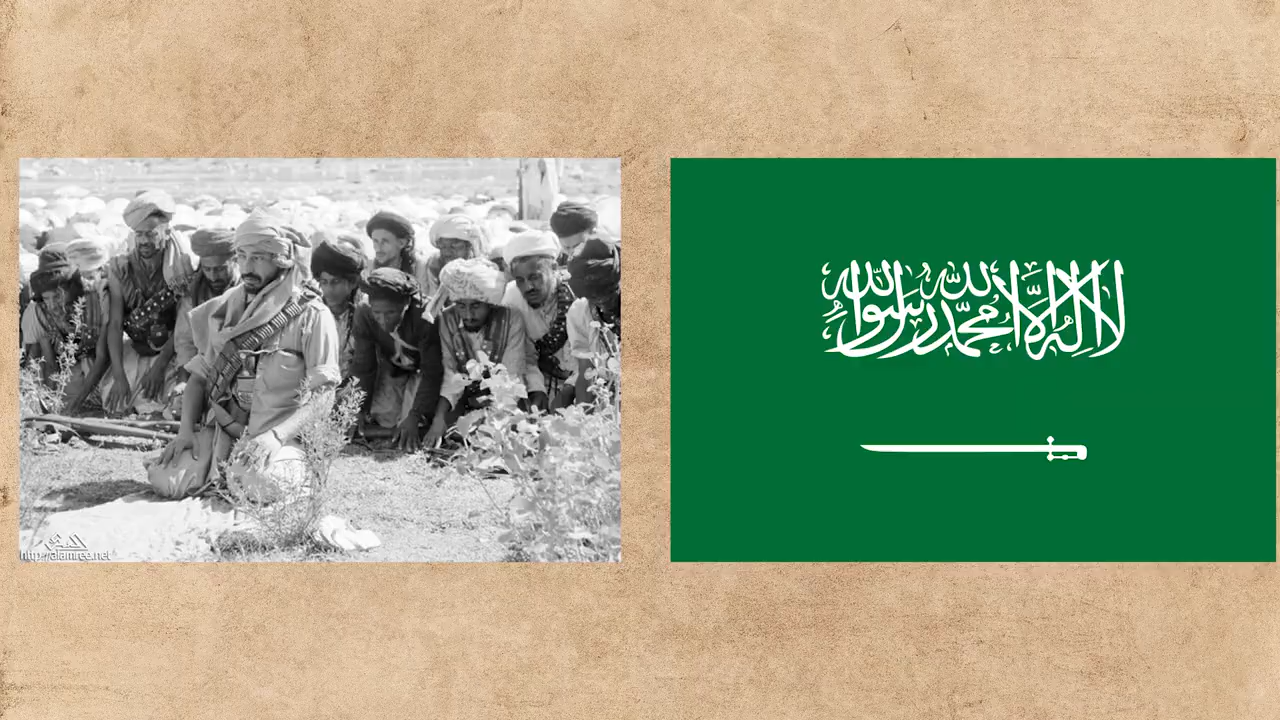 لا إله إلا الله محمد رسول الله
http://alamree.net